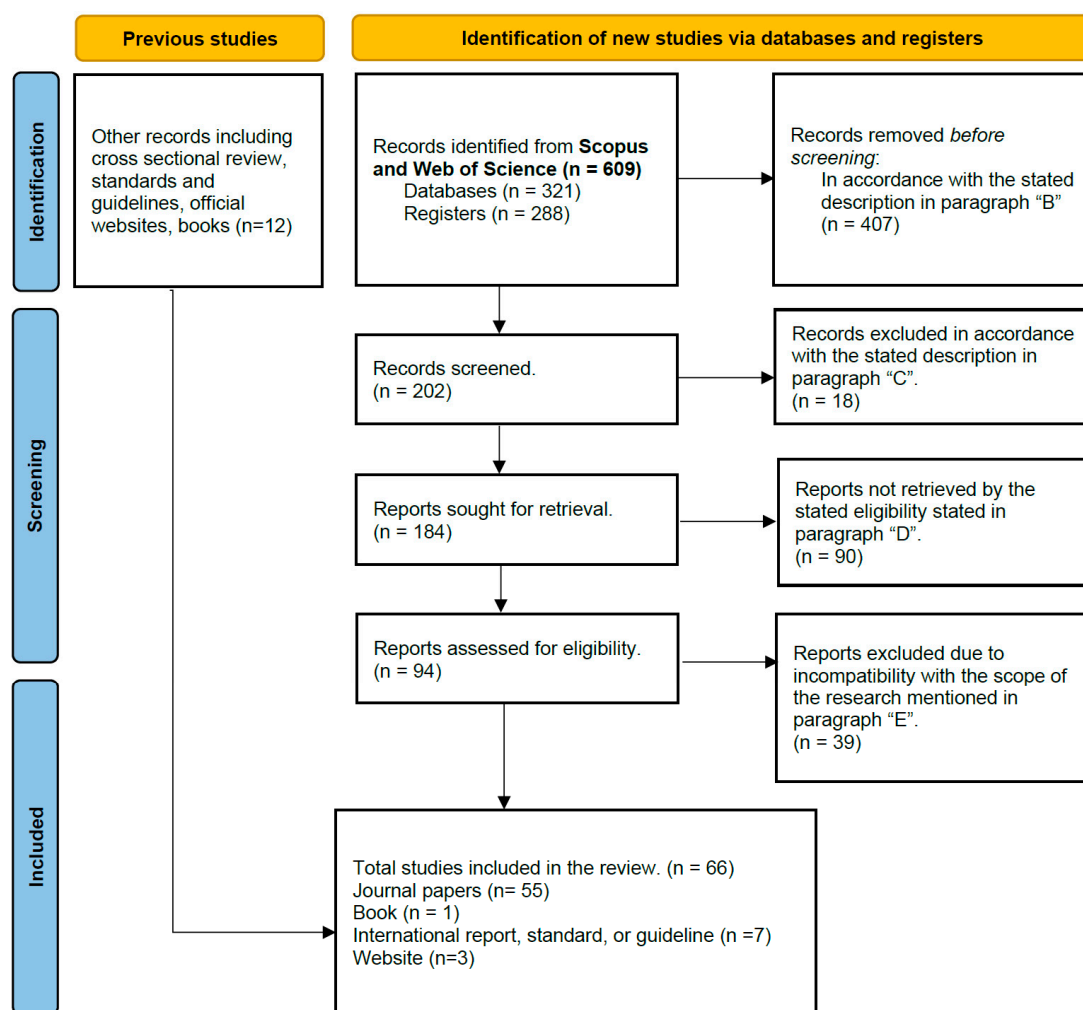 Previous studies
Identification of new studies via databases and registers
Identification
Other records including
cross sectional review,
standards and
guidelines, official
websites, books (n=12)
Records identified from Scopus
and Web of Science (n = 609)
Databases (n = 321)
Registers (n = 288)
Records removed before
screening:
In accordance with the stated
description in paragraph “B”
(n = 407)
Screening
Records screened.
(n = 202)
Records excluded in accordance
with the stated description in
paragraph “C”.
(n = 18)
Reports sought for retrieval.
(n = 184)
Reports not retrieved by the
stated eligibility stated in
paragraph “D”.
(n = 90)
Reports assessed for eligibility.
(n = 94)
Reports excluded due to
incompatibility with the scope of
the research mentioned in
paragraph “E”.
(n = 39)
Included
Total studies included in the review. (n = 66)
Journal papers (n= 55)
Book (n = 1)
International report, standard, or guideline (n =7)
Website (n=3)